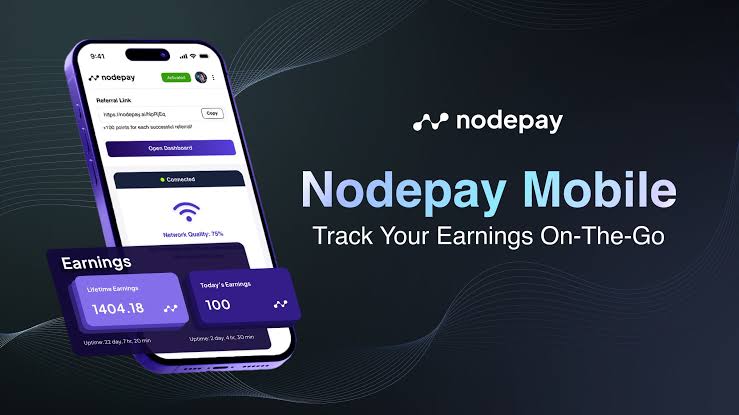 9:41
nodepay
Activated
Referral Link
https://nodepay.ai/NpRjEq
Copy
+100 points for each successful referral!
Open Dashboard
Connected
Network Quality: 75%
Earnings
Lifetime Earnings
1404.18
Today's Earnings
100
Uptime: 22 day, 7 hr, 20 min
Uptime: 2 day, 4 hr, 30 min
nodepay
Nodepay Mobile
Track Your Earnings On-The-Go